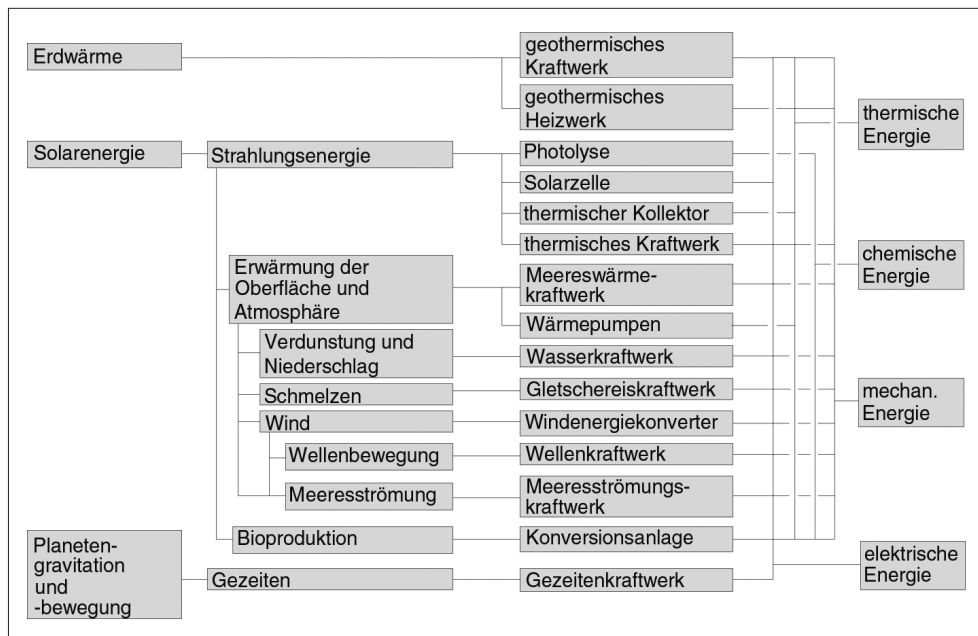 Erdwärme
geothermisches
Kraftwerk
geothermisches
Heizwerk
thermische
Energie
Solarenergie
Strahlungsenergie
Photolyse
Solarzelle
thermischer Kollektor
thermisches Kraftwerk
chemische
Energie
Erwärmung der
Oberfläche und
Atmosphäre
Meereswärme-
kraftwerk
Wärmepumpen
Verdunstung und
Niederschlag
Wasserkraftwerk
Schmelzen
Gletschereiskraftwerk
mechan.
Energie
Wind
Windenergiekonverter
Wellenbewegung
Wellenkraftwerk
Meeresströmung
Meeresströmungs-
kraftwerk
Bioproduktion
Konversionsanlage
elektrische
Energie
Planeten-
gravitation
und
-bewegung
Gezeiten
Gezeitenkraftwerk